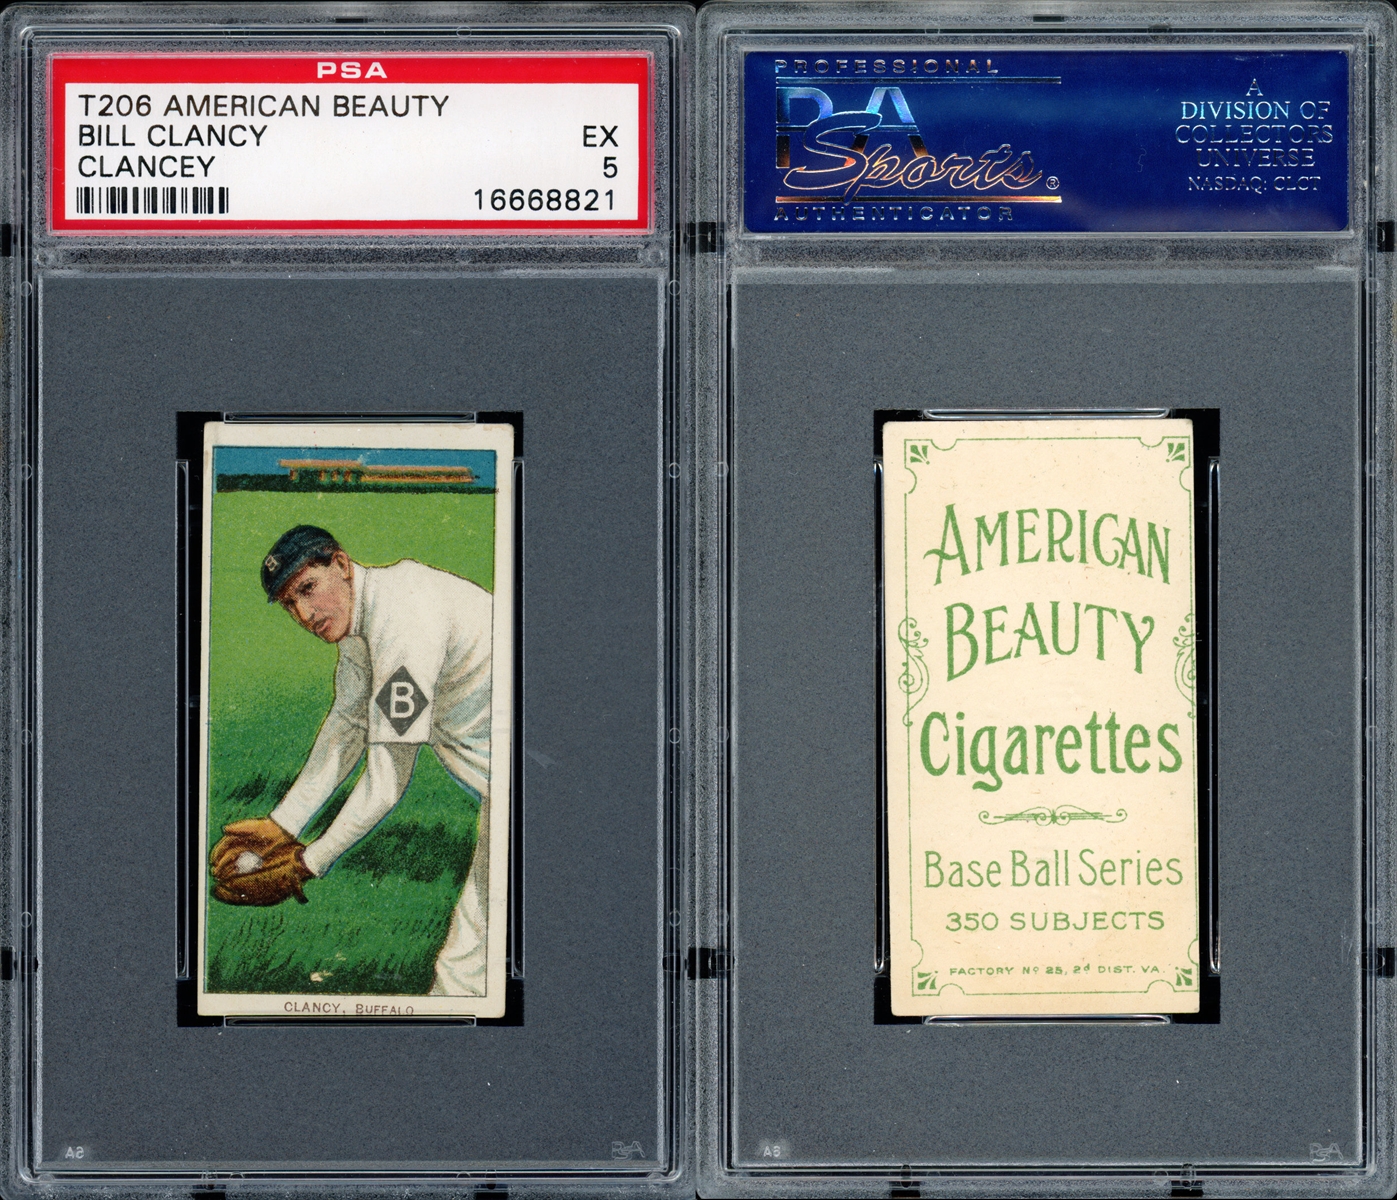 PSA
T206 AMERICAN BEAUTY
BILL CLANCY EX
CLANCEY 5
16668821
B
B
CLANCY, BUFFALO
PROFESSIONAL
PSA
Sports®
AUTHENTICATOR
A
DIVISION OF
COLLECTORS
UNIVERSE
NASDAQ: CLCT
AMERICAN
BEAUTY
Cigarettes
Base Ball Series
350 SUBJECTS
FACTORY Nº 25, 2d DIST. VA.
PSA